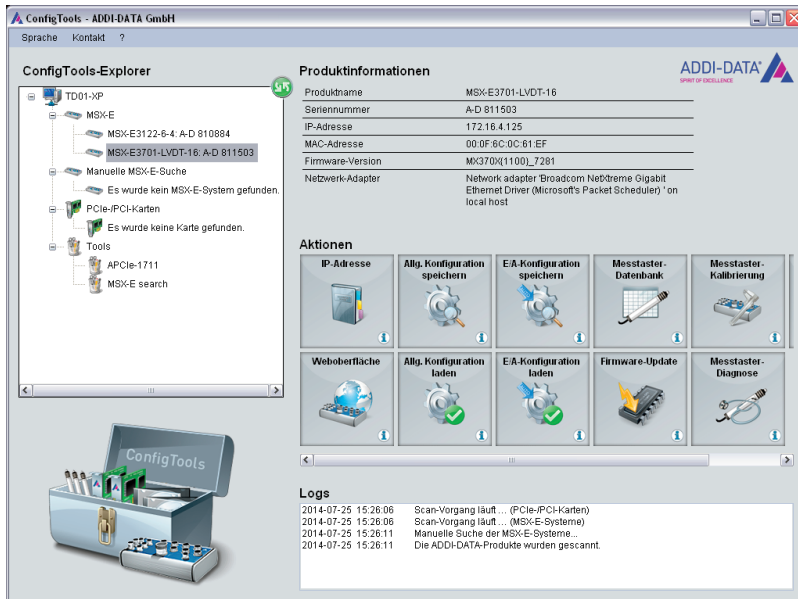 ConfigTools - ADDI-DATA GmbH
Sprache Kontakt ?
ConfigTools-Explorer
TD01-XP
MSX-E
MSX-E3122-6-4: A-D 810884
MSX-E3701-LVDT-16: A-D 811503
Manuelle MSX-E-Suche
Es wurde kein MSX-E-System gefunden.
PCIe-/PCI-Karten
Es wurde keine Karte gefunden.
Tools
APCIe-1711
MSX-E search
ConfigTools
Produktinformationen
ADDI-DATA
SPIRIT OF EXCELLENCE
Produktname MSX-E3701-LVDT-16
Seriennummer A-D 811503
IP-Adresse 172.16.4.125
MAC-Adresse 00:0F:6C:0C:61:EF
Firmware-Version MX370X(1100)_7281
Netzwerk-Adapter Network adapter 'Broadcom NetXtreme Gigabit
Ethernet Driver (Microsoft's Packet Scheduler) ' on
local host
Aktionen
IP-Adresse
Allg. Konfiguration
speichern
E/A-Konfiguration
speichern
Messtaster-
Datenbank
Messtaster-
Kalibrierung
Weboberfläche
Allg. Konfiguration
laden
E/A-Konfiguration
laden
Firmware-Update
Messtaster-
Diagnose
Logs
2014-07-25 15:26:06 Scan-Vorgang läuft ... (PCIe-/PCI-Karten)
2014-07-25 15:26:06 Scan-Vorgang läuft ... (MSX-E-Systeme)
2014-07-25 15:26:11 Manuelle Suche der MSX-E-Systeme...
2014-07-25 15:26:11 Die ADDI-DATA-Produkte wurden gescannt.